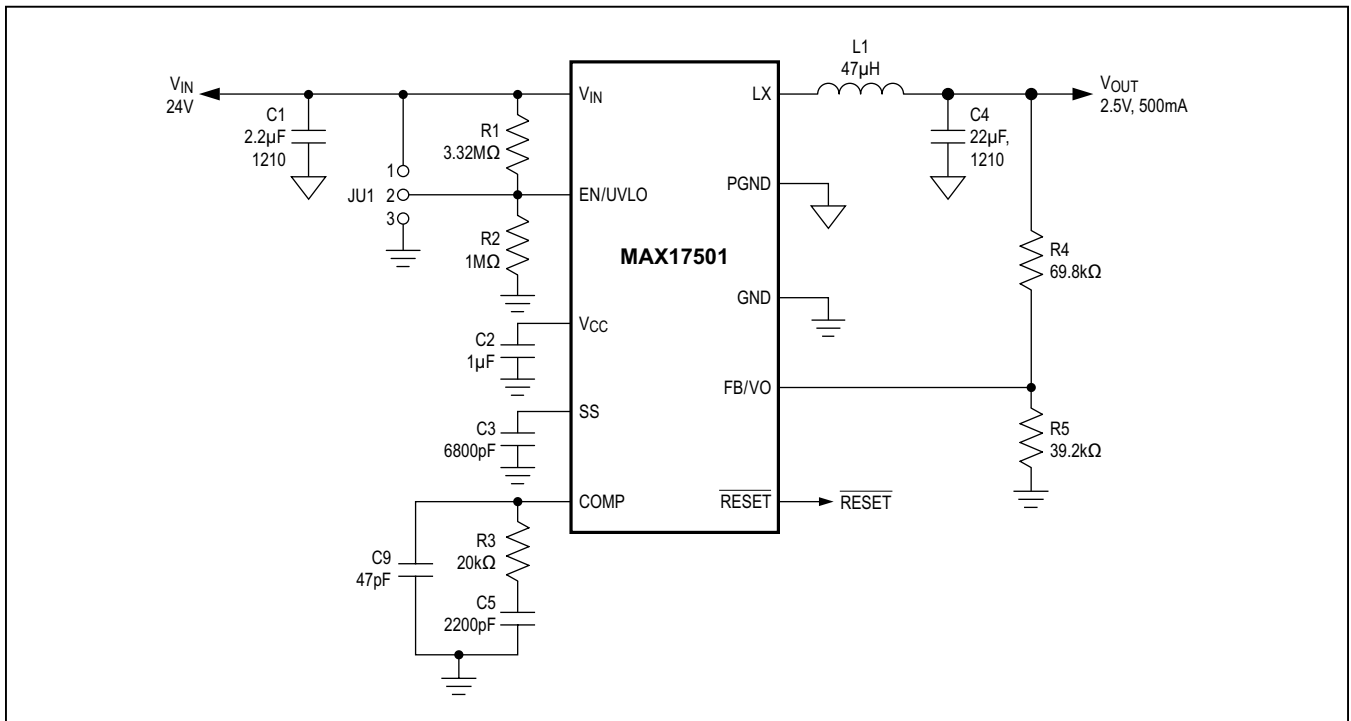 L1
47µH
VIN
24V
VIN
LX
VOUT
2.5V, 500mA
C1
2.2µF
1210
R1
3.32MΩ
C4
22µF,
1210
1
JU1
2
3
EN/UVLO
PGND
R2
1MΩ
MAX17501
R4
69.8kΩ
GND
VCC
C2
1µF
FB/VO
SS
C3
6800pF
R5
39.2kΩ
COMP
RESET
RESET
R3
20kΩ
C9
47pF
C5
2200pF